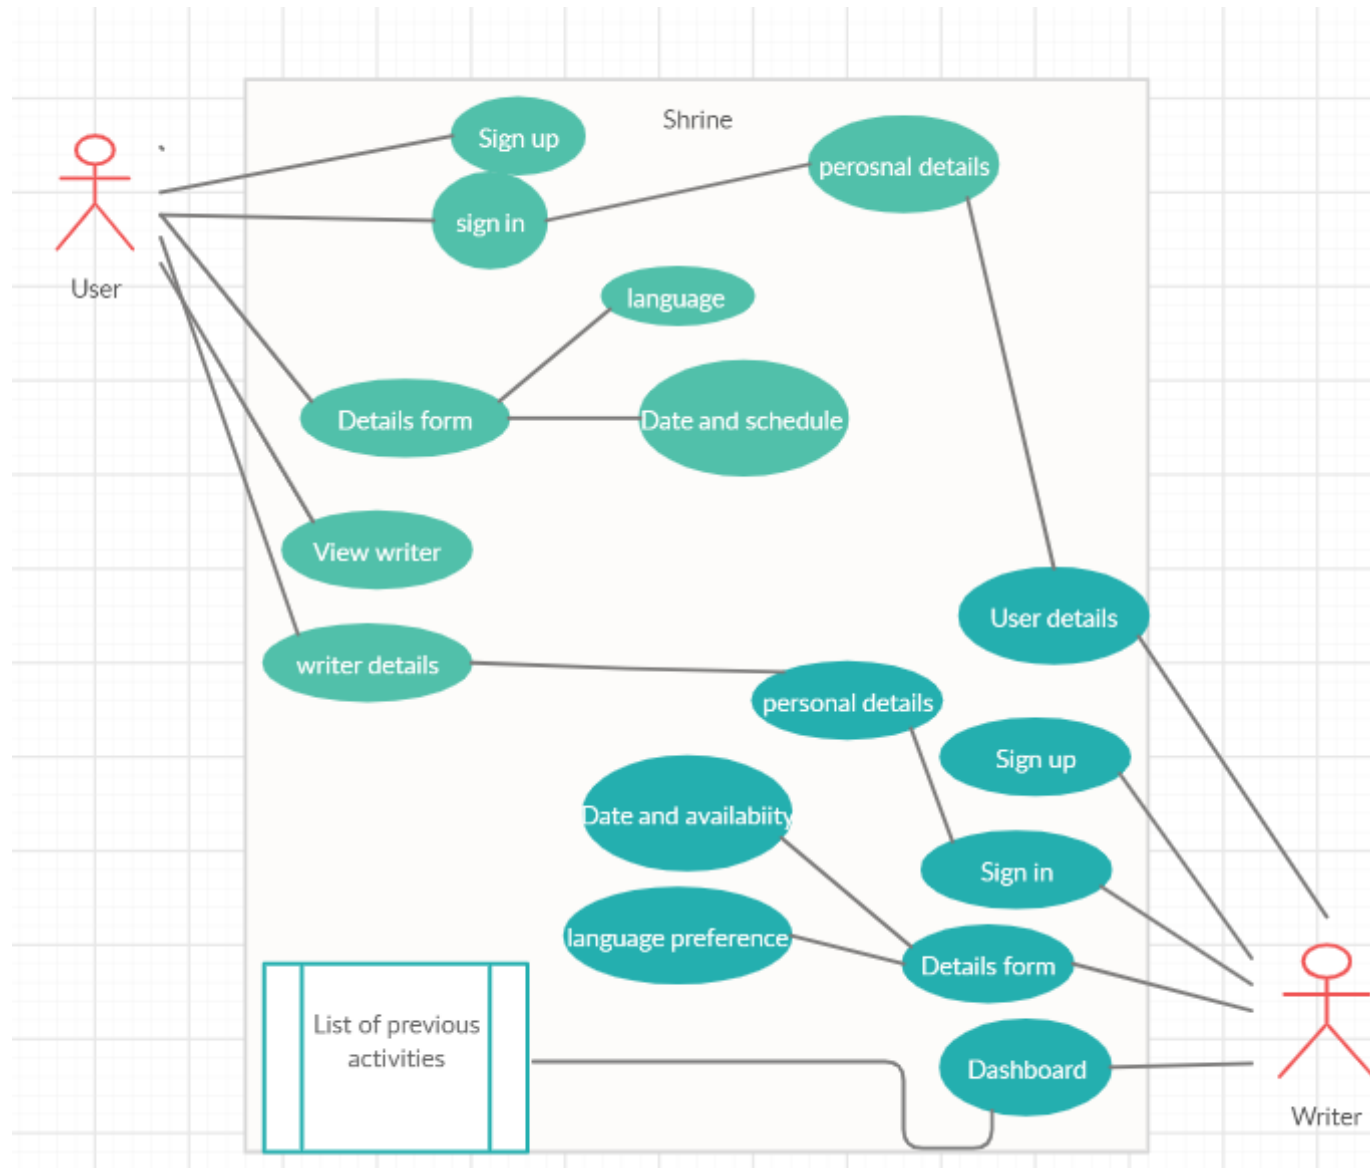 Shrine
Sign up
perosnal details
sign in
User
language
Details form
Date and schedule
View writer
User details
writer details
personal details
Sign up
Date and availabiity
Sign in
language preference
Details form
List of previous
activities
Dashboard
Writer